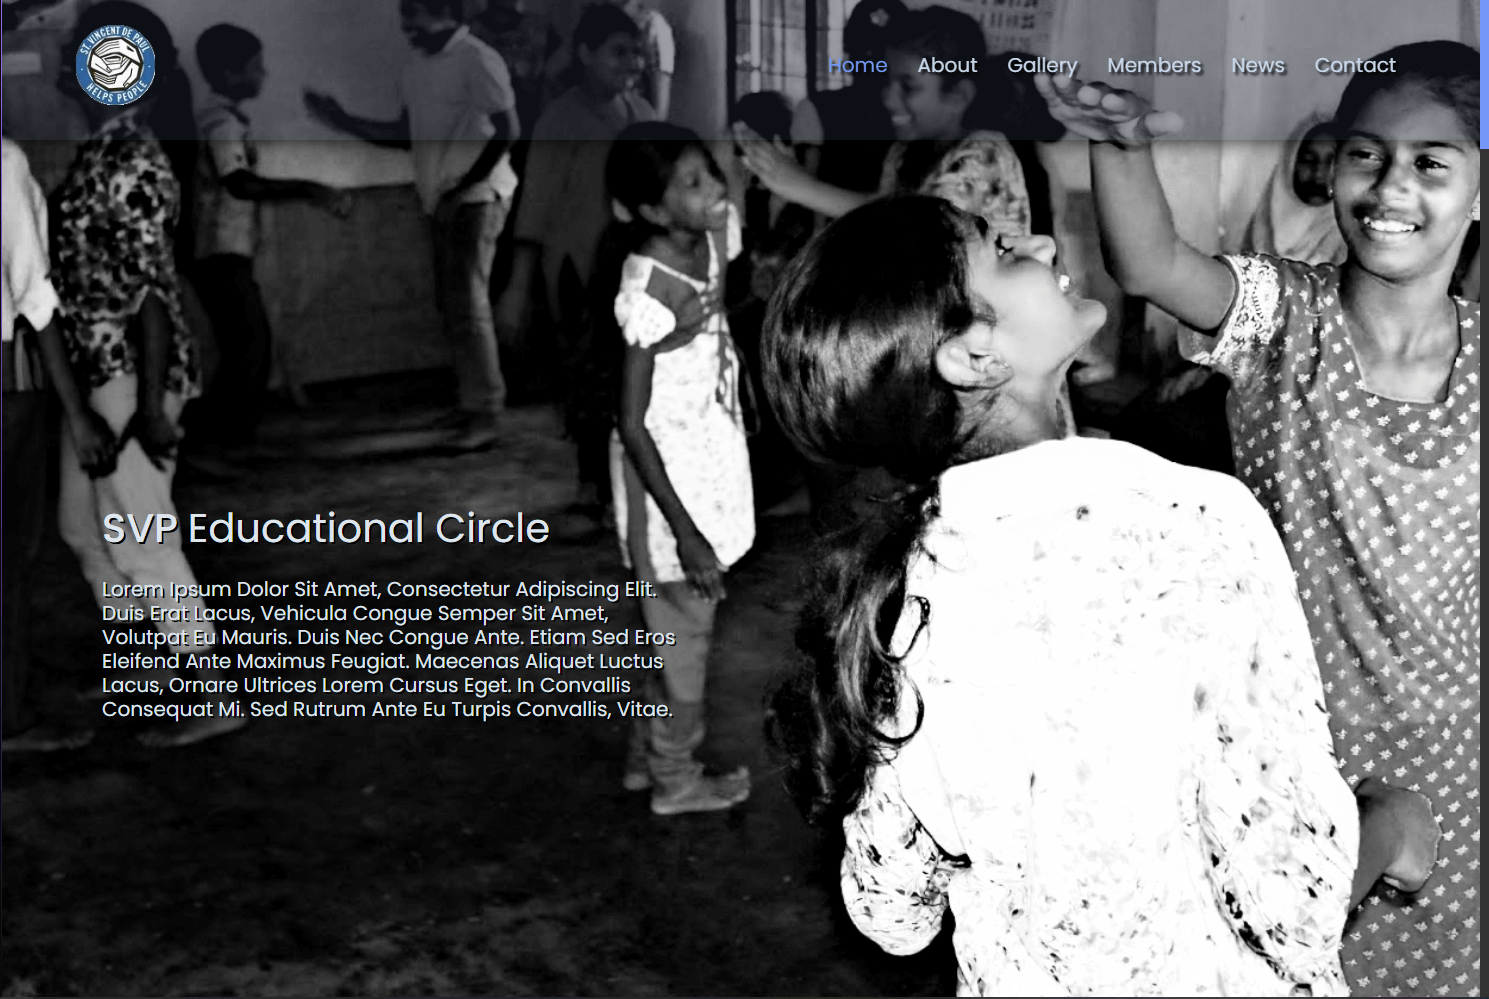 ST. VINCENT DE PAUL
HELPS PEOPLE
Home About Gallery Members News Contact
SVP Educational Circle
Lorem Ipsum Dolor Sit Amet, Consectetur Adipiscing Elit.
Duis Erat Lacus, Vehicula Congue Semper Sit Amet,
Volutpat Eu Mauris. Duis Nec Congue Ante. Etiam Sed Eros
Eleifend Ante Maximus Feugiat. Maecenas Aliquet Luctus
Lacus, Ornare Ultrices Lorem Cursus Eget. In Convallis
Consequat Mi. Sed Rutrum Ante Eu Turpis Convallis, Vitae.